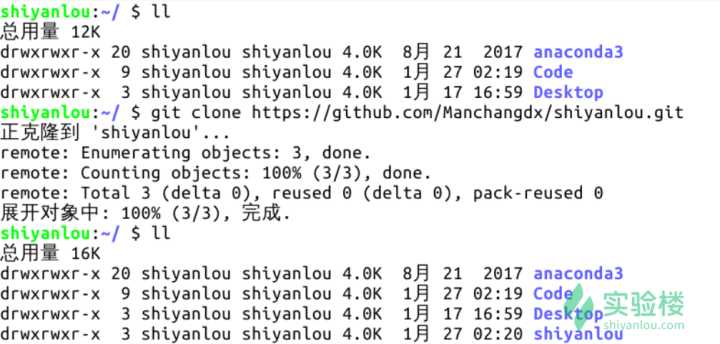 shiyanlou:~/ $ ll
总用量 12K
drwxrwxr-x 20 shiyanlou shiyanlou 4.0K  8月 21  2017 anaconda3
drwxrwxr-x  9 shiyanlou shiyanlou 4.0K  1月 27 02:19 Code
drwxrwxr-x  3 shiyanlou shiyanlou 4.0K  1月 17 16:59 Desktop
shiyanlou:~/ $ git clone https://github.com/Manchangdx/shiyanlou.git
正克隆到 'shiyanlou'...
remote: Enumerating objects: 3, done.
remote: Counting objects: 100% (3/3), done.
remote: Total 3 (delta 0), reused 0 (delta 0), pack-reused 0
展开对象中: 100% (3/3), 完成.
shiyanlou:~/ $ ll
总用量 16K
drwxrwxr-x 20 shiyanlou shiyanlou 4.0K  8月 21  2017 anaconda3
drwxrwxr-x  9 shiyanlou shiyanlou 4.0K  1月 27 02:19 Code
drwxrwxr-x  3 shiyanlou shiyanlou 4.0K  1月 17 16:59 Desktop
drwxrwxr-x  3 shiyanlou shiyanlou 4.0K  1月 27 02:20 shiyanlou
实验楼
shiyanlou.com